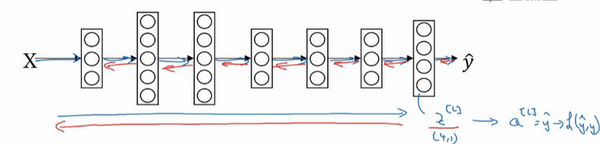 X ŷ
z^[L] → a^[L] = ŷ → ℒ(ŷ, y)
(4,1)